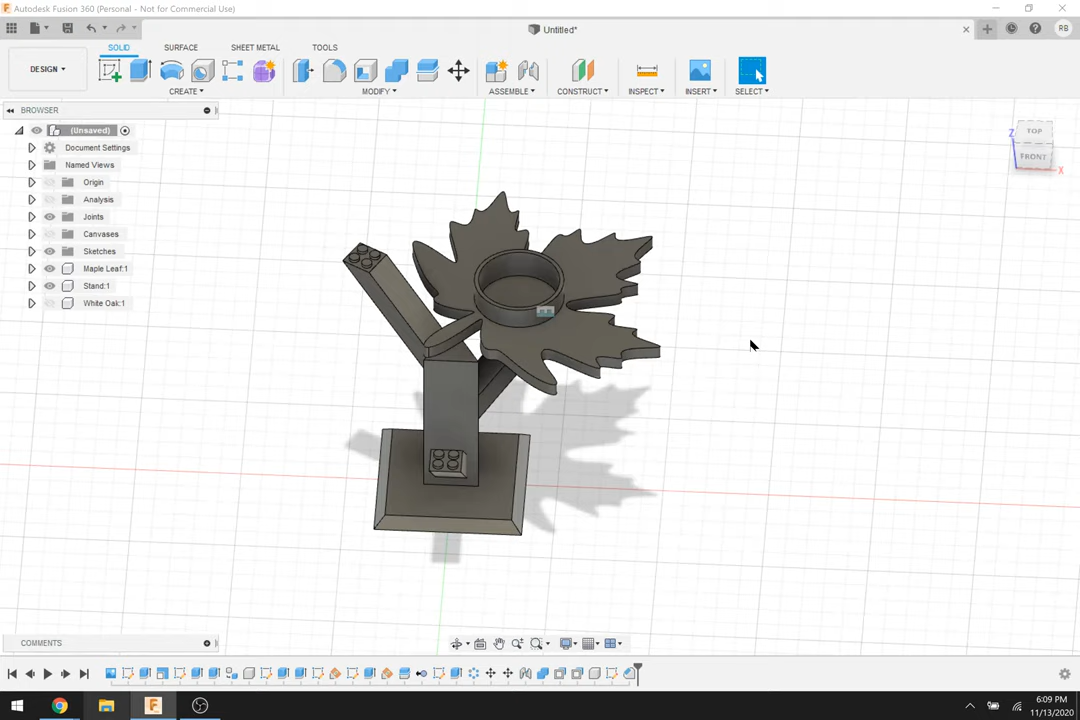 Autodesk Fusion 360 (Personal - Not for Commercial Use)
Untitled*
RB
SOLID SURFACE SHEET METAL TOOLS
DESIGN
CREATE MODIFY ASSEMBLE CONSTRUCT INSPECT INSERT SELECT
BROWSER
(Unsaved)
Document Settings
Named Views
Origin
Analysis
Joints
Canvases
Sketches
Maple Leaf:1
Stand:1
White Oak:1
TOP
Z
FRONT
X
COMMENTS
6:09 PM
11/13/2020